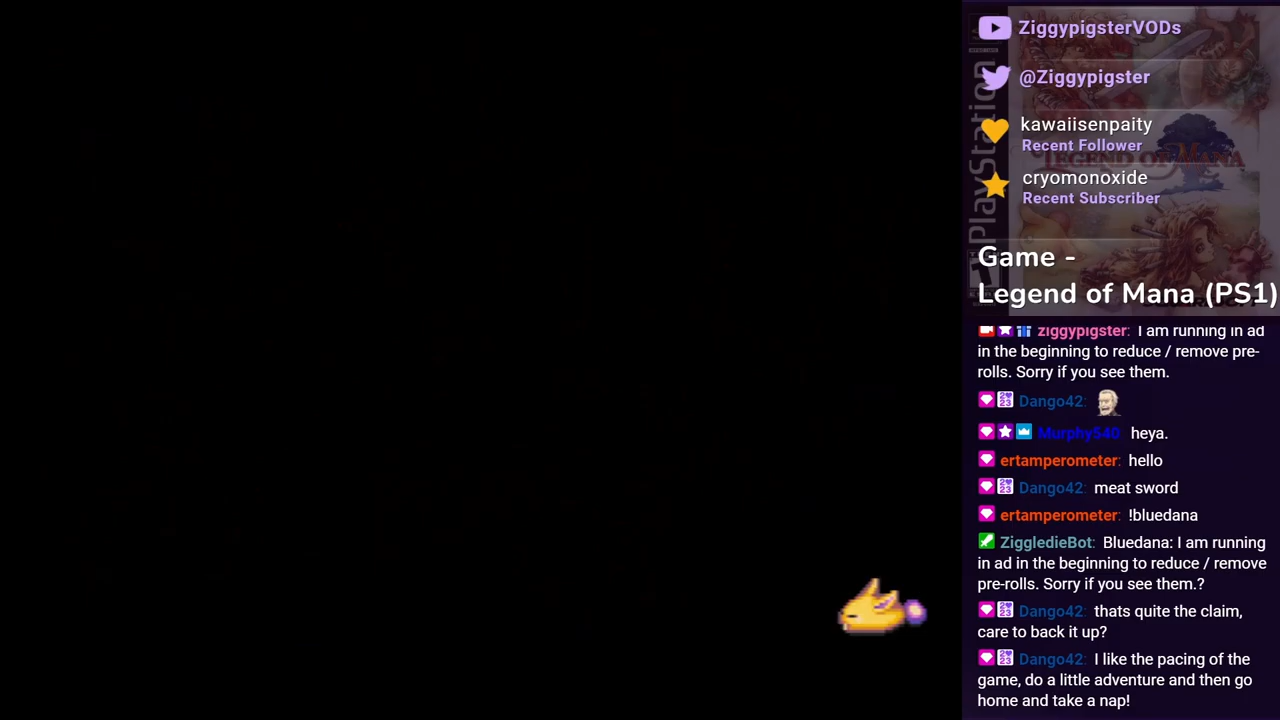 ZiggypigsterVODs
@Ziggypigster
kawaiisenpaity
Recent Follower
cryomonoxide
Recent Subscriber
PlayStation
LEGEND OF MANA
Game -
Legend of Mana (PS1)
ziggypigster: I am running in ad
in the beginning to reduce / remove pre-
rolls. Sorry if you see them.
Dango42:
Murphy540 heya.
ertamperometer: hello
Dango42: meat sword
ertamperometer: !bluedana
ZiggledieBot: Bluedana: I am running
in ad in the beginning to reduce / remove
pre-rolls. Sorry if you see them.?
Dango42: thats quite the claim,
care to back it up?
Dango42: I like the pacing of the
game, do a little adventure and then go
home and take a nap!